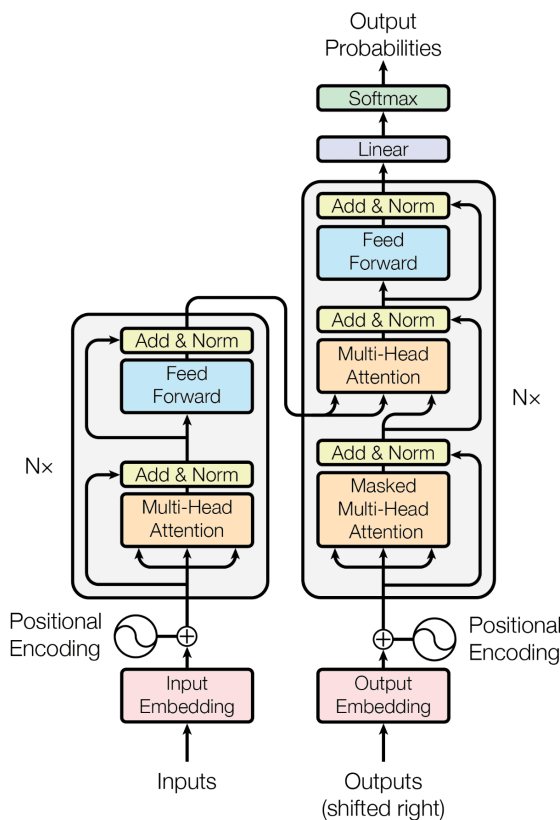 Output
Probabilities
Softmax
Linear
Add & Norm
Feed
Forward
Add & Norm
Multi-Head
Attention
Add & Norm
Masked
Multi-Head
Attention
N×
Add & Norm
Feed
Forward
Add & Norm
Multi-Head
Attention
N×
Positional
Encoding
Positional
Encoding
Input
Embedding
Output
Embedding
Inputs
Outputs
(shifted right)